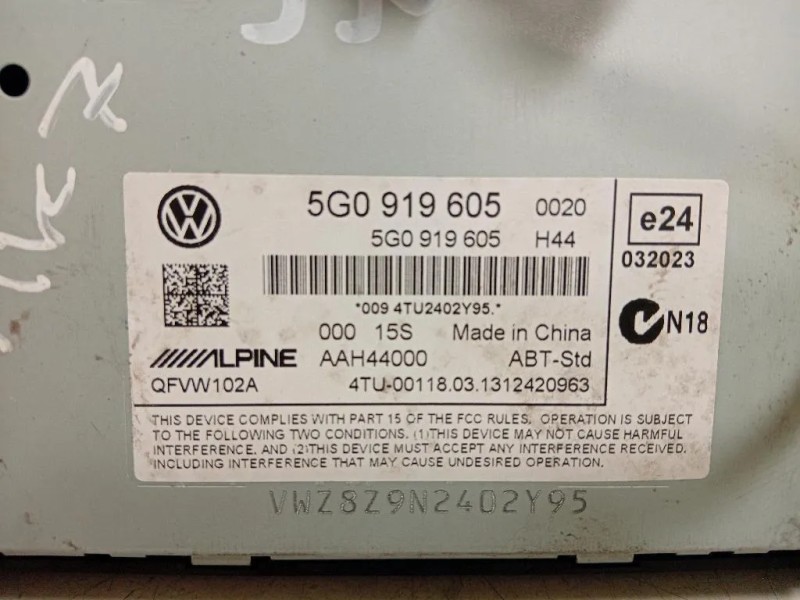 5G0 919 605 0020
5G0 919 605 H44
*009 4TU2402Y95.*
000 15S Made in China
ALPINE AAH44000 ABT-Std
QFVW102A 4TU-00118.03.1312420963
e24
032023
N18
THIS DEVICE COMPLIES WITH PART 15 OF THE FCC RULES. OPERATION IS SUBJECT
TO THE FOLLOWING TWO CONDITIONS. (1)THIS DEVICE MAY NOT CAUSE HARMFUL
INTERFERENCE. AND (2)THIS DEVICE MUST ACCEPT ANY INTERFERENCE RECEIVED.
INCLUDING INTERFERENCE THAT MAY CAUSE UNDESIRED OPERATION.
VWZ8Z9N2402Y95